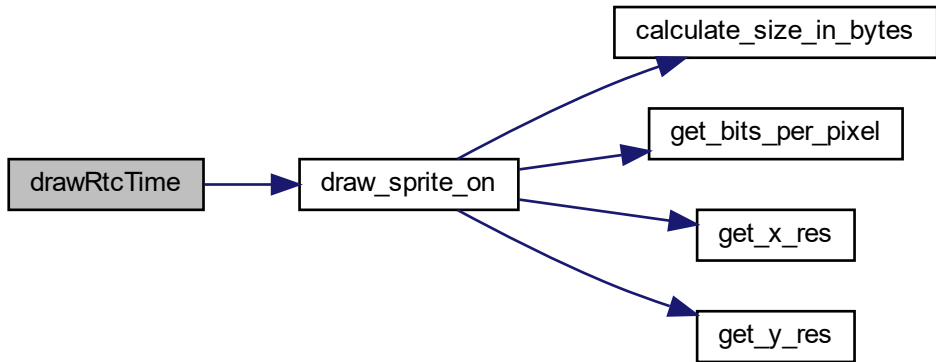 calculate_size_in_bytes
get_bits_per_pixel
drawRtcTime
draw_sprite_on
get_x_res
get_y_res